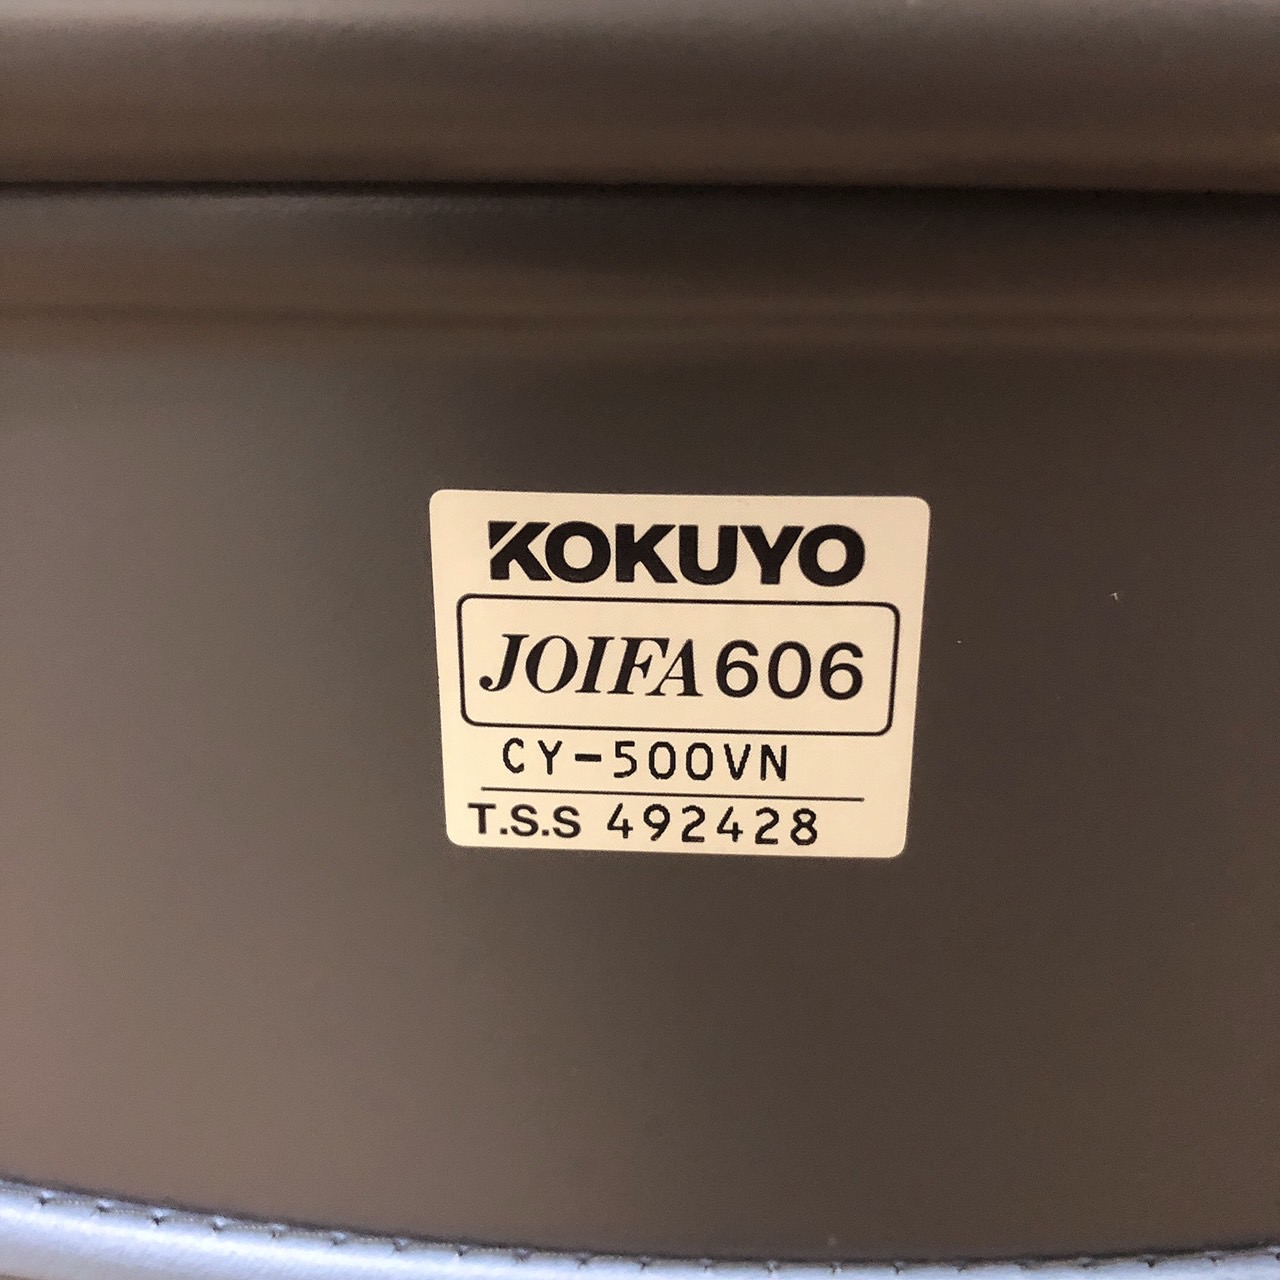 KOKUYO
JOIFA606
CY-500VN
T.S.S 492428